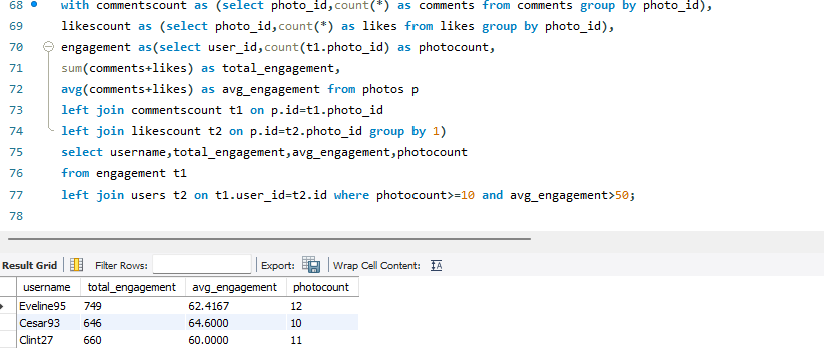 68 with commentscount as (select photo_id,count(*) as comments from comments group by photo_id),
69 likescount as (select photo_id,count(*) as likes from likes group by photo_id),
70 engagement as(select user_id,count(t1.photo_id) as photocount,
71 sum(comments+likes) as total_engagement,
72 avg(comments+likes) as avg_engagement from photos p
73 left join commentscount t1 on p.id=t1.photo_id
74 left join likescount t2 on p.id=t2.photo_id group by 1)
75 select username,total_engagement,avg_engagement,photocount
76 from engagement t1
77 left join users t2 on t1.user_id=t2.id where photocount>=10 and avg_engagement>50;
78
Result Grid Filter Rows: Export: Wrap Cell Content: IA
username total_engagement avg_engagement photocount
Eveline95 749 62.4167 12
Cesar93 646 64.6000 10
Clint27 660 60.0000 11